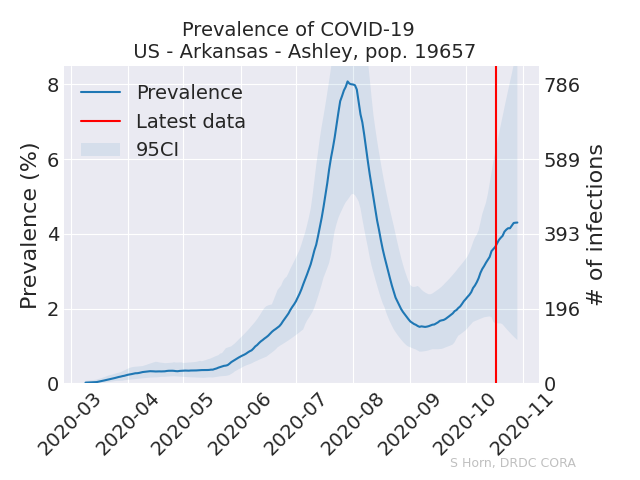 Prevalence of COVID-19
US - Arkansas - Ashley, pop. 19657
Prevalence (%)
8
6
4
2
0
Prevalence
Latest data
95CI
786
589
393
196
0
# of infections
2020-03
2020-04
2020-05
2020-06
2020-07
2020-08
2020-09
2020-10
2020-11
S Horn, DRDC CORA